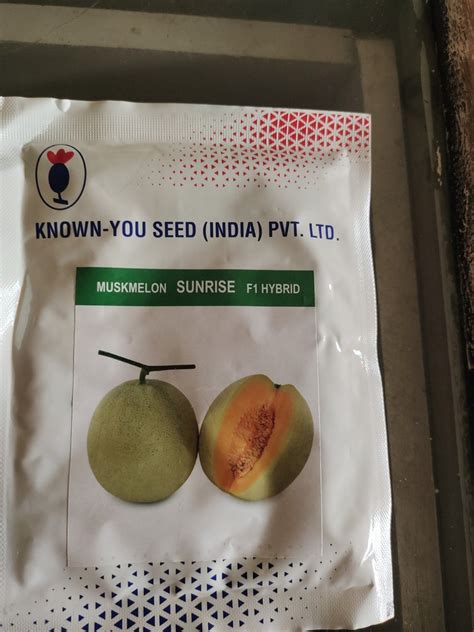 KNOWN-YOU SEED (INDIA) PVT. LTD.
MUSKMELON SUNRISE F1 HYBRID